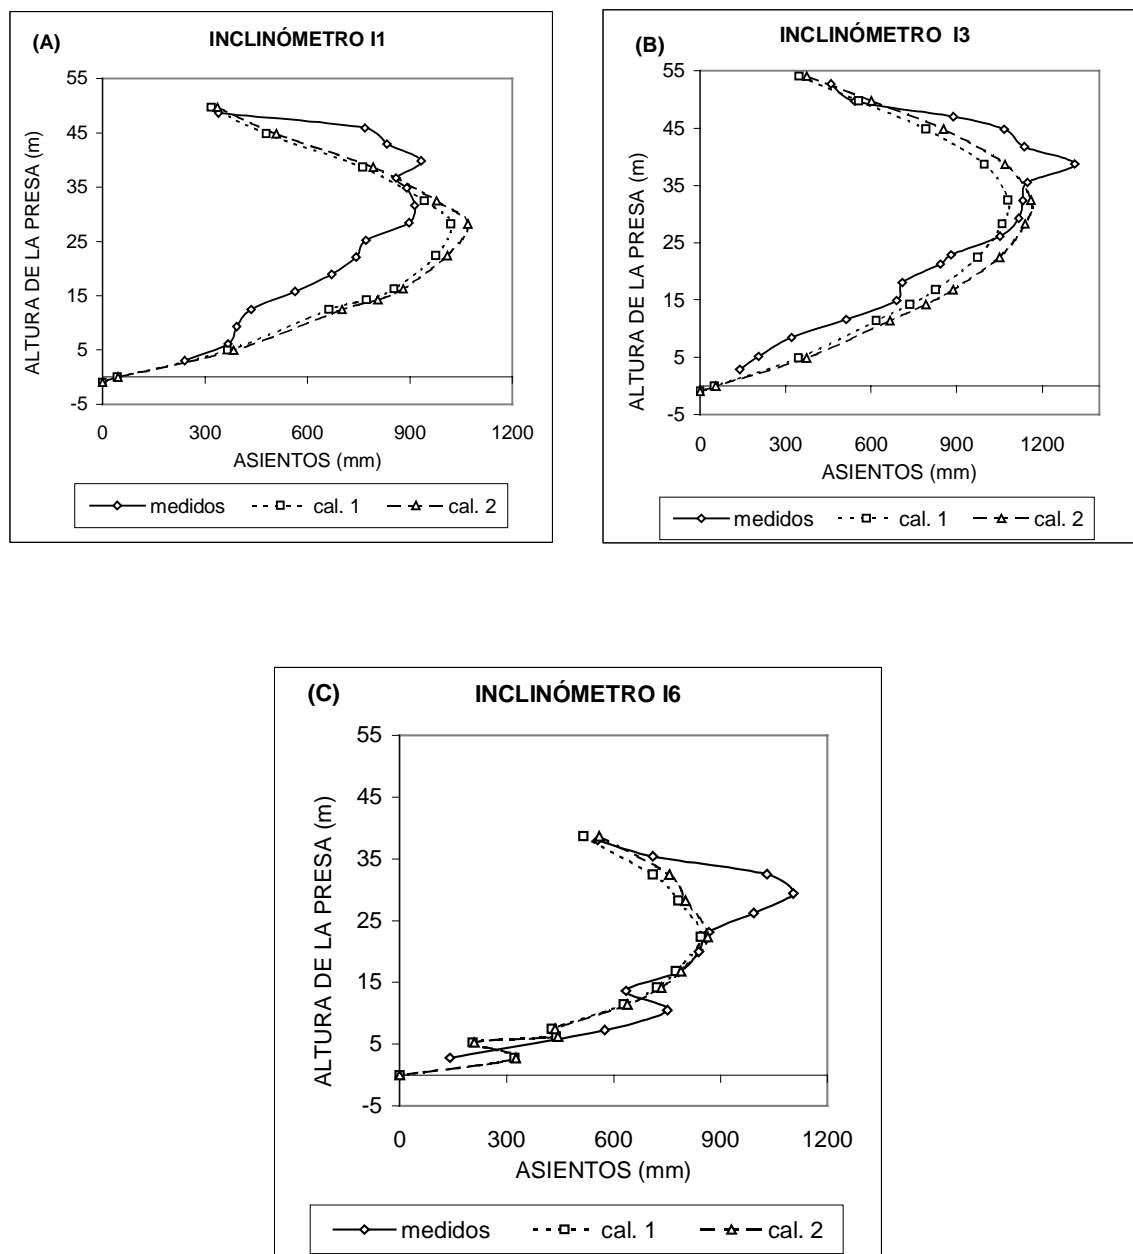 (A)
INCLINÓMETRO I1
55
45
35
25
15
5
-5
ALTURA DE LA PRESA (m)
0 300 600 900 1200
ASIENTOS (mm)
medidos cal. 1 cal. 2
(B)
INCLINÓMETRO I3
55
45
35
25
15
5
-5
ALTURA DE LA PRESA (m)
0 300 600 900 1200
ASIENTOS (mm)
medidos cal. 1 cal. 2
(C)
INCLINÓMETRO I6
55
45
35
25
15
5
-5
ALTURA DE LA PRESA (m)
0 300 600 900 1200
ASIENTOS (mm)
medidos cal. 1 cal. 2